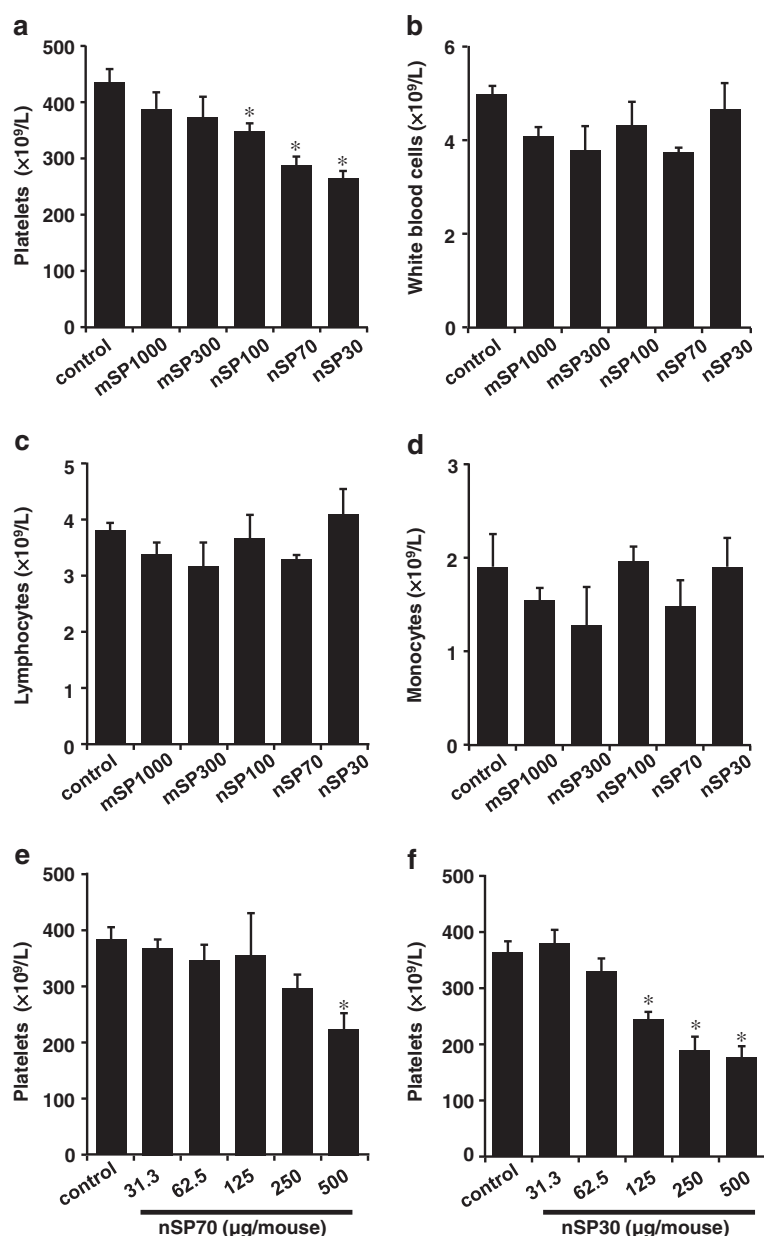 a
Platelets (×10⁹/L)
500
400
300
200
100
0
* * *
control mSP1000 mSP300 nSP100 nSP70 nSP30
b
White blood cells (×10⁹/L)
6
4
2
0
control mSP1000 mSP300 nSP100 nSP70 nSP30
c
Lymphocytes (×10⁹/L)
5
4
3
2
1
0
control mSP1000 mSP300 nSP100 nSP70 nSP30
d
Monocytes (×10⁹/L)
3
2
1
0
control mSP1000 mSP300 nSP100 nSP70 nSP30
e
Platelets (×10⁹/L)
500
400
300
200
100
0
*
control 31.3 62.5 125 250 500
nSP70 (µg/mouse)
f
Platelets (×10⁹/L)
500
400
300
200
100
0
* * *
control 31.3 62.5 125 250 500
nSP30 (µg/mouse)